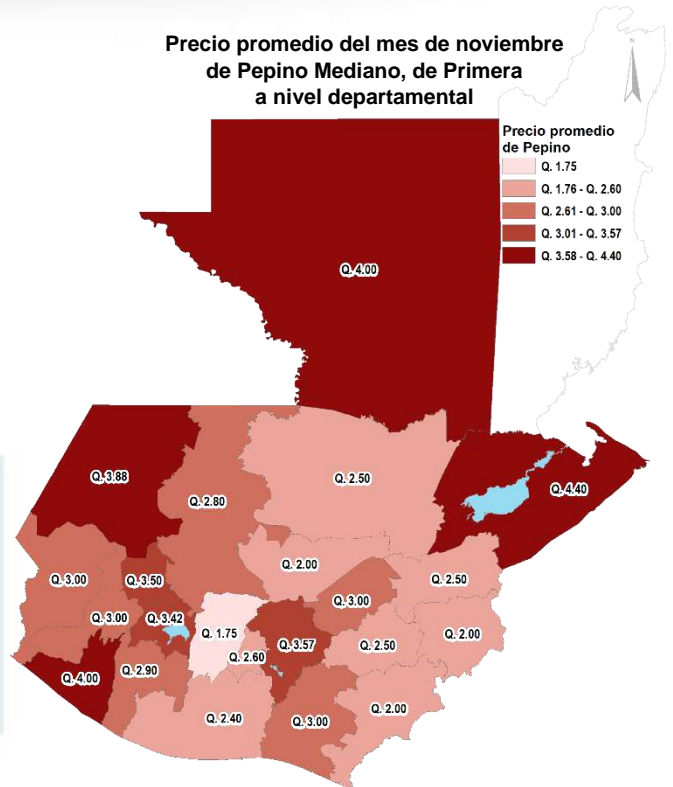 Precio promedio del mes de noviembre
de Pepino Mediano, de Primera
a nivel departamental
N
Precio promedio
de Pepino
Q. 1.75
Q. 1.76 - Q. 2.60
Q. 2.61 - Q. 3.00
Q. 3.01 - Q. 3.57
Q. 3.58 - Q. 4.40
Q. 4.00
Q. 3.88
Q. 2.80
Q. 2.50
Q. 4.40
Q. 3.00
Q. 3.50
Q. 2.00
Q. 3.00
Q. 2.50
Q. 3.00
Q. 3.42
Q. 1.75
Q. 2.60
Q. 3.57
Q. 2.50
Q. 2.00
Q. 4.00
Q. 2.90
Q. 2.40
Q. 3.00
Q. 2.00